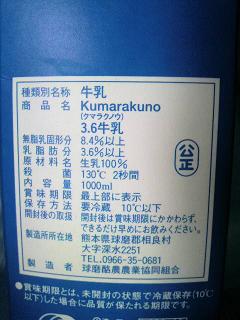 種類別名称 牛乳
商品名 Kumarakuno
(クマラクノウ)
3.6牛乳
無脂乳固形分 8.4%以上
乳脂肪分 3.6%以上
原材料名 生乳100%
殺菌 130℃ 2秒間
内容量 1000ml
賞味期限 最上部に表示
保存方法 要冷蔵 10℃以下
開封後の取扱 開封後は賞味期限にかかわらず、
できるだけ早めにお飲み下さい。
製造所所在地 熊本県球磨郡相良村
大字深水2251
TEL.0966-35-0681
製造者 球磨酪農農業協同組合
公正
●賞味期限とは、未開封の状態で冷蔵保存(10℃
以下)した場合に品質が保れる期限です。